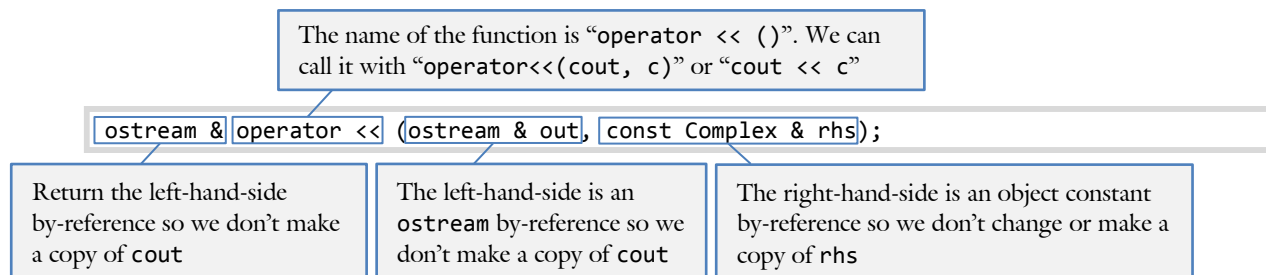 The name of the function is “operator << ()”. We can
call it with “operator<<(cout, c)” or “cout << c”
ostream & operator << (ostream & out, const Complex & rhs);
Return the left-hand-side
by-reference so we don’t make
a copy of cout
The left-hand-side is an
ostream by-reference so we
don’t make a copy of cout
The right-hand-side is an object constant
by-reference so we don’t change or make a
copy of rhs